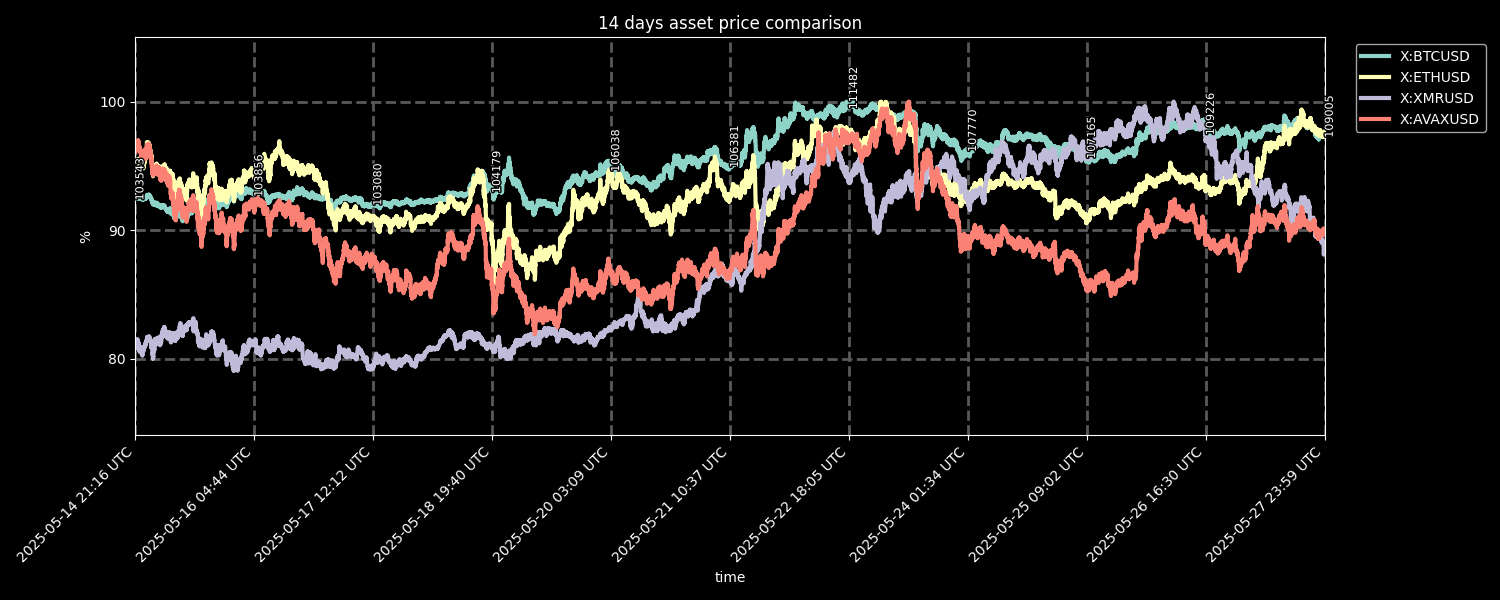 14 days asset price comparison
X:BTCUSD
X:ETHUSD
X:XMRUSD
X:AVAXUSD
100
90
80
%
103856
103080
104179
106038
106381
111482
107770
107165
109226
109005
2025-05-14 21:16 UTC
2025-05-16 04:44 UTC
2025-05-17 12:12 UTC
2025-05-18 19:40 UTC
2025-05-20 03:09 UTC
2025-05-21 10:37 UTC
2025-05-22 18:05 UTC
2025-05-24 01:34 UTC
2025-05-25 09:02 UTC
2025-05-26 16:30 UTC
2025-05-27 23:59 UTC
time